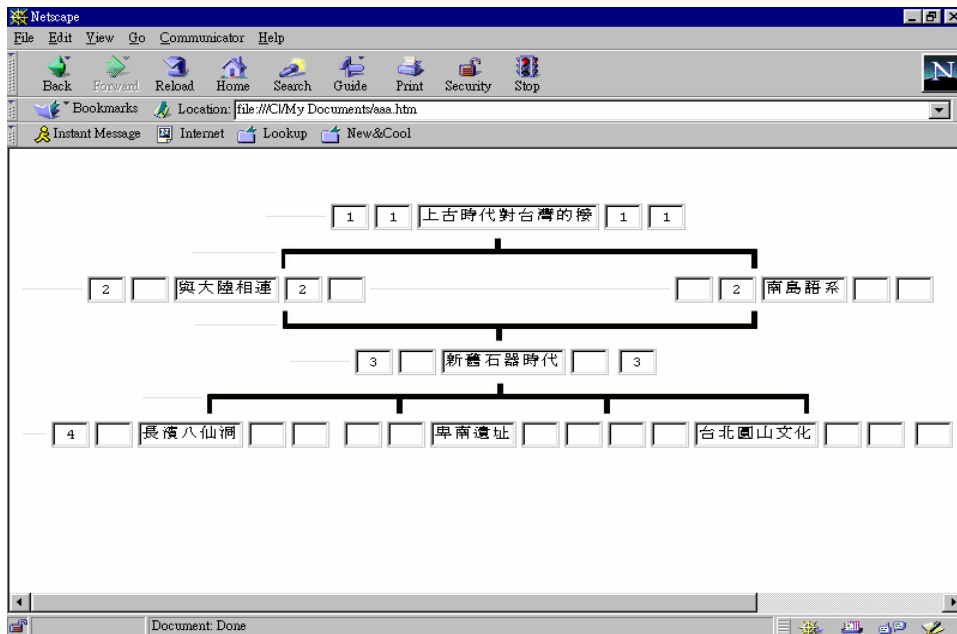 Netscape
File Edit View Go Communicator Help
Back Forward Reload Home Search Guide Print Security Stop
Bookmarks Location: file:///C|/My Documents/aaa.htm
Instant Message Internet Lookup New&Cool
1 1 上古時代對台灣的 1 1
2 與大陸相連 2 2 南島語系
3 新舊石器時代 3
4 長濱八仙洞 卑南遺址 台北圓山文化
Document: Done